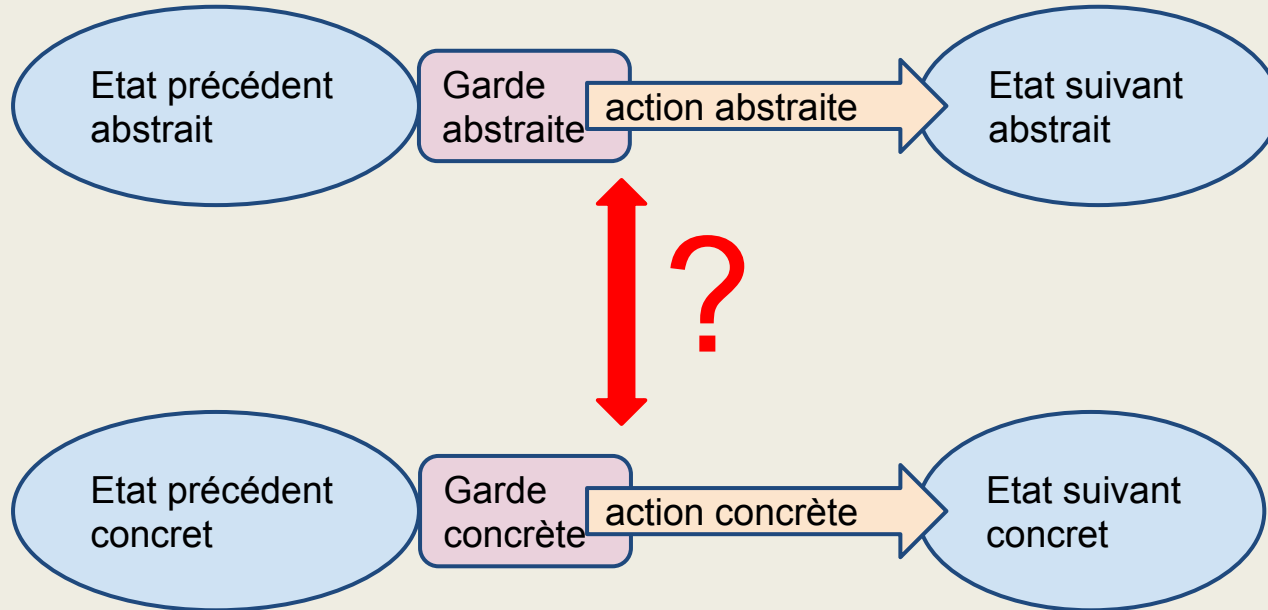 Etat précédent
abstrait
Garde
abstraite
action abstraite
Etat suivant
abstrait
?
Etat précédent
concret
Garde
concrète
action concrète
Etat suivant
concret